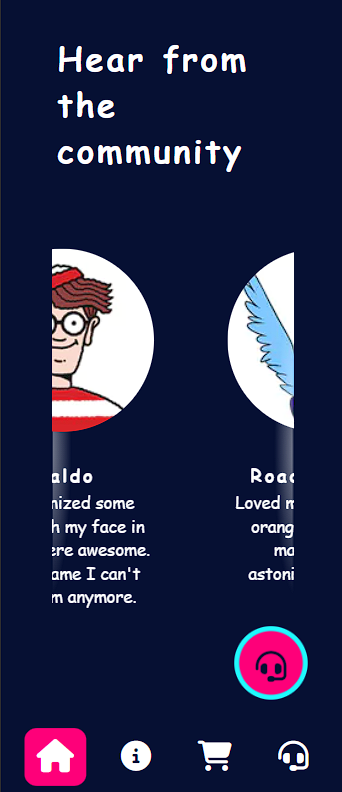 Hear from
the
community
aldo
nized some
h my face in
ere awesome.
ame I can't
m anymore.
Roa
Loved
orang
ma
astoni